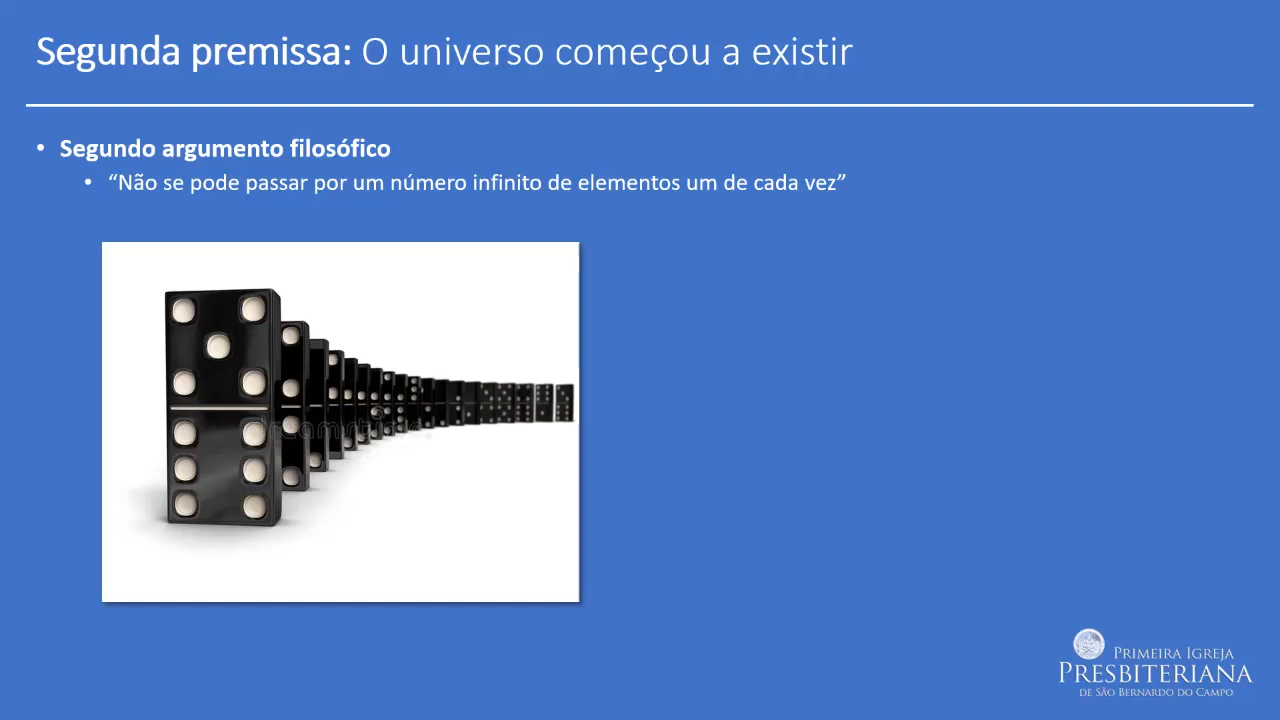 Segunda premissa: O universo começou a existir
• Segundo argumento filosófico
• “Não se pode passar por um número infinito de elementos um de cada vez”
dreamstime.
PRIMEIRA IGREJA
PRESBITERIANA
DE SÃO BERNARDO DO CAMPO